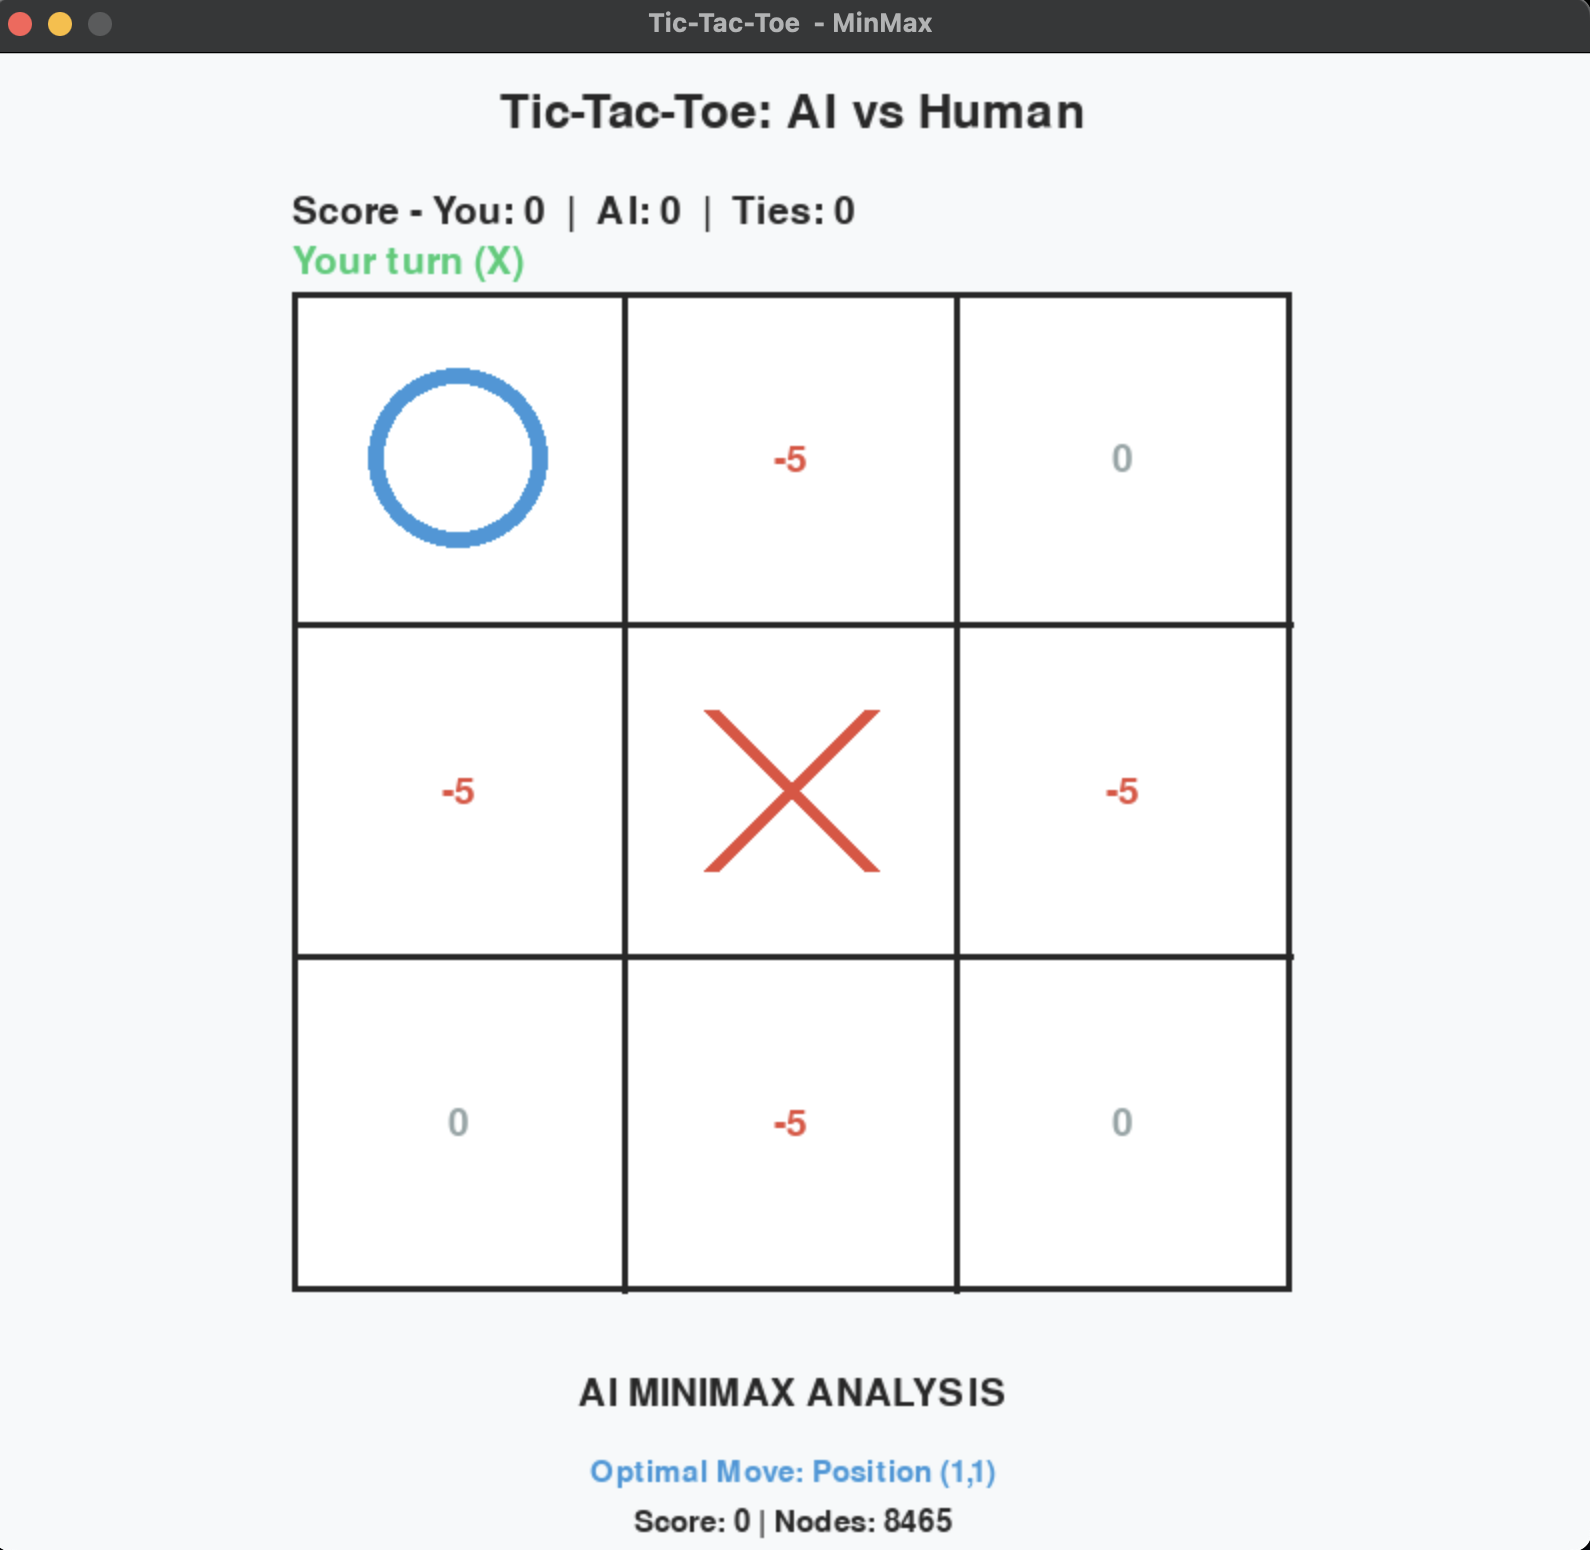 Tic-Tac-Toe - MinMax
Tic-Tac-Toe: AI vs Human
Score - You: 0 | AI: 0 | Ties: 0
Your turn (X)
-5 0
-5 -5
0 -5 0
AI MINIMAX ANALYSIS
Optimal Move: Position (1,1)
Score: 0 | Nodes: 8465